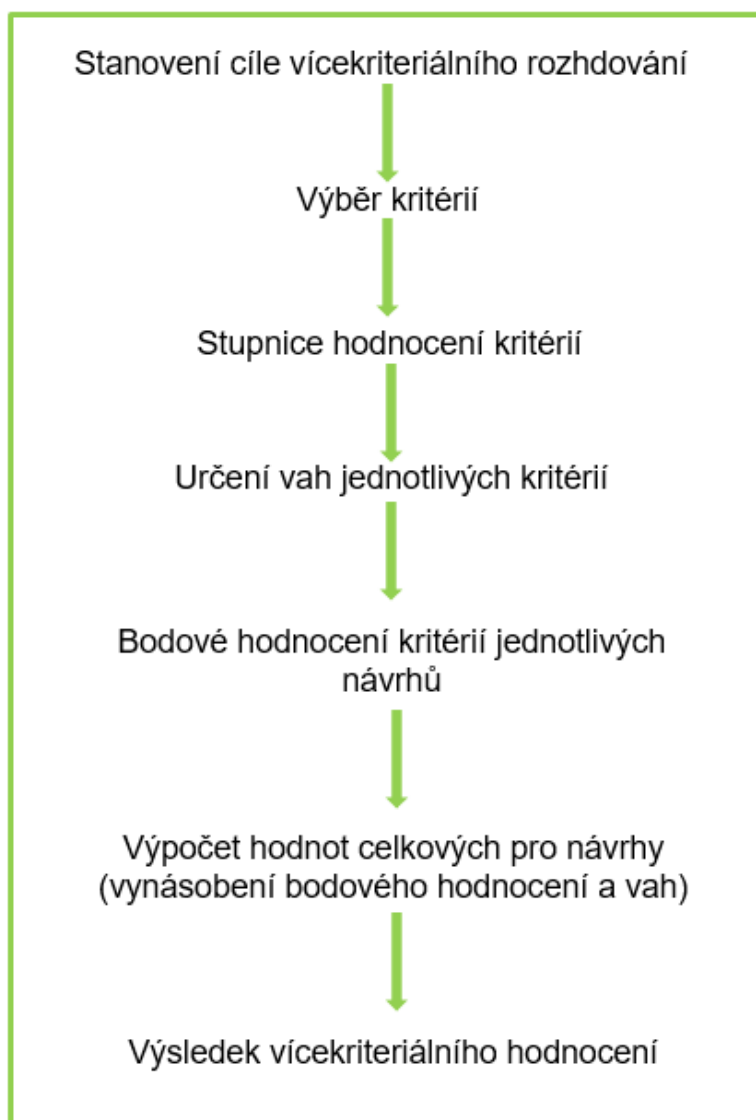 Stanovení cíle vícekriteriálního rozhdování
Výběr kritérií
Stupnice hodnocení kritérií
Určení vah jednotlivých kritérií
Bodové hodnocení kritérií jednotlivých
návrhů
Výpočet hodnot celkových pro návrhy
(vynásobení bodového hodnocení a vah)
Výsledek vícekriteriálního hodnocení